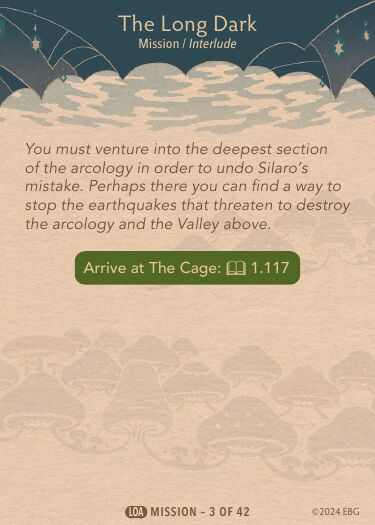 The Long Dark
Mission / Interlude
You must venture into the deepest section
of the arcology in order to undo Silaro's
mistake. Perhaps there you can find a way to
stop the earthquakes that threaten to destroy
the arcology and the Valley above.
Arrive at The Cage: 1.117
LOA MISSION – 3 OF 42
©2024 EBG